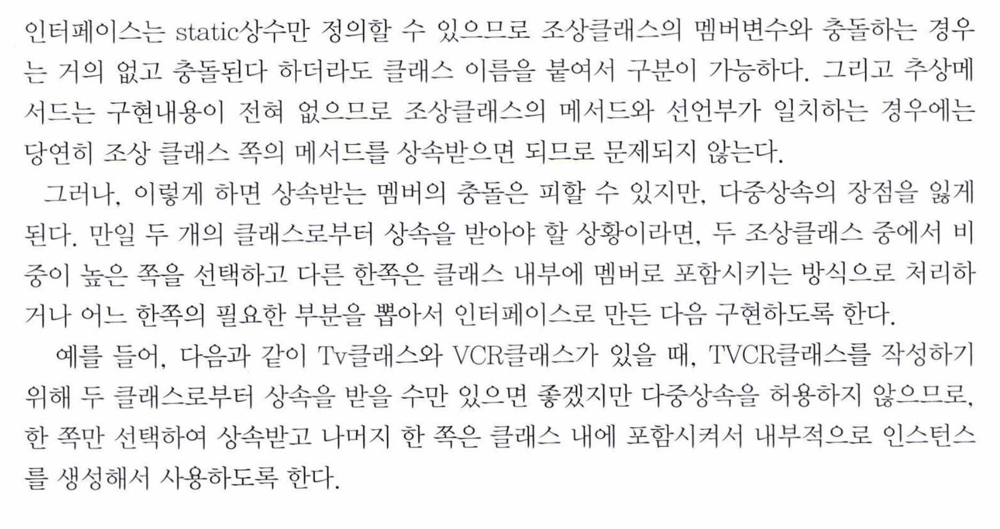 인터페이스는 static상수만 정의할 수 있으므로 조상클래스의 멤버변수와 충돌하는 경우
는 거의 없고 충돌된다 하더라도 클래스 이름을 붙여서 구분이 가능하다. 그리고 추상메
서드는 구현내용이 전혀 없으므로 조상클래스의 메서드와 선언부가 일치하는 경우에는
당연히 조상 클래스 쪽의 메서드를 상속받으면 되므로 문제되지 않는다.
그러나, 이렇게 하면 상속받는 멤버의 충돌은 피할 수 있지만, 다중상속의 장점을 잃게
된다. 만일 두 개의 클래스로부터 상속을 받아야 할 상황이라면, 두 조상클래스 중에서 비
중이 높은 쪽을 선택하고 다른 한쪽은 클래스 내부에 멤버로 포함시키는 방식으로 처리하
거나 어느 한쪽의 필요한 부분을 뽑아서 인터페이스로 만든 다음 구현하도록 한다.
예를 들어, 다음과 같이 Tv클래스와 VCR클래스가 있을 때, TVCR클래스를 작성하기
위해 두 클래스로부터 상속을 받을 수만 있으면 좋겠지만 다중상속을 허용하지 않으므로,
한 쪽만 선택하여 상속받고 나머지 한 쪽은 클래스 내에 포함시켜서 내부적으로 인스턴스
를 생성해서 사용하도록 한다.